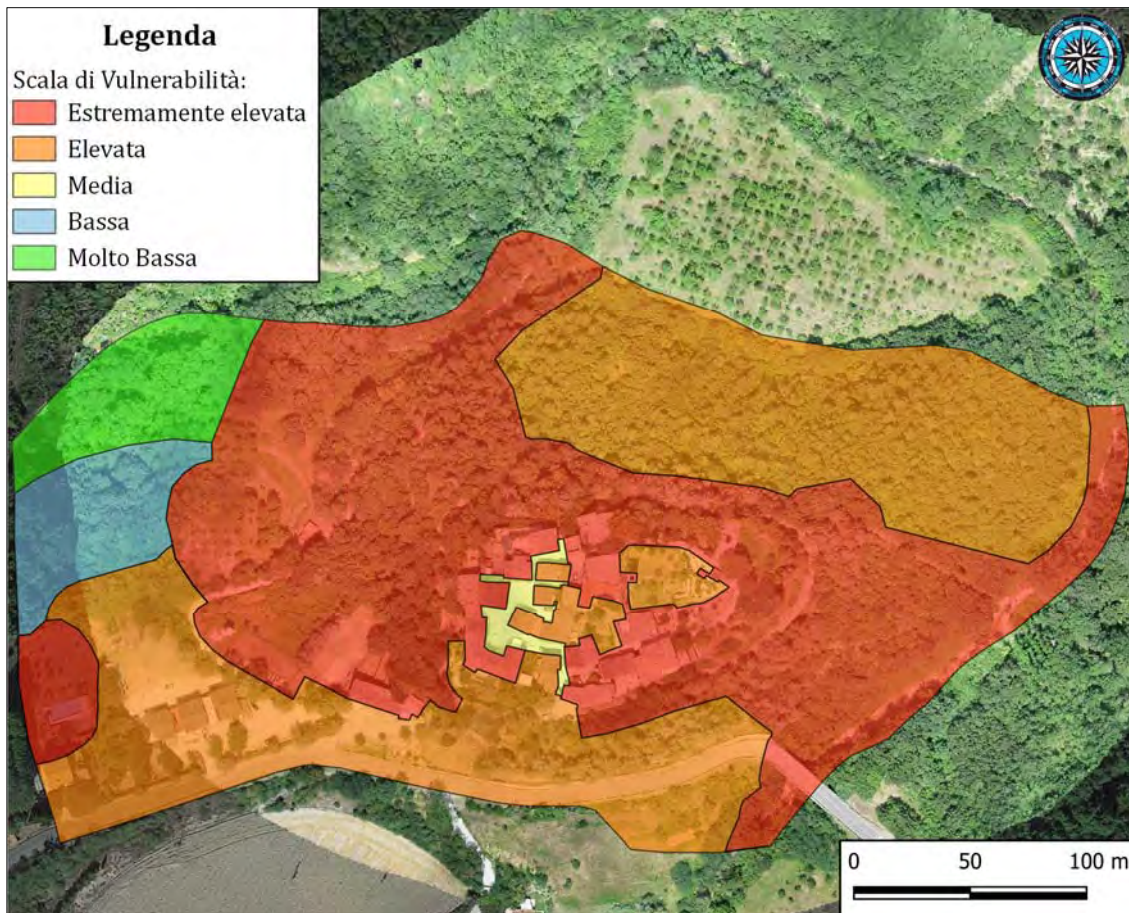 Legenda
Scala di Vulnerabilità:
Estremamente elevata
Elevata
Media
Bassa
Molto Bassa
0 50 100 m